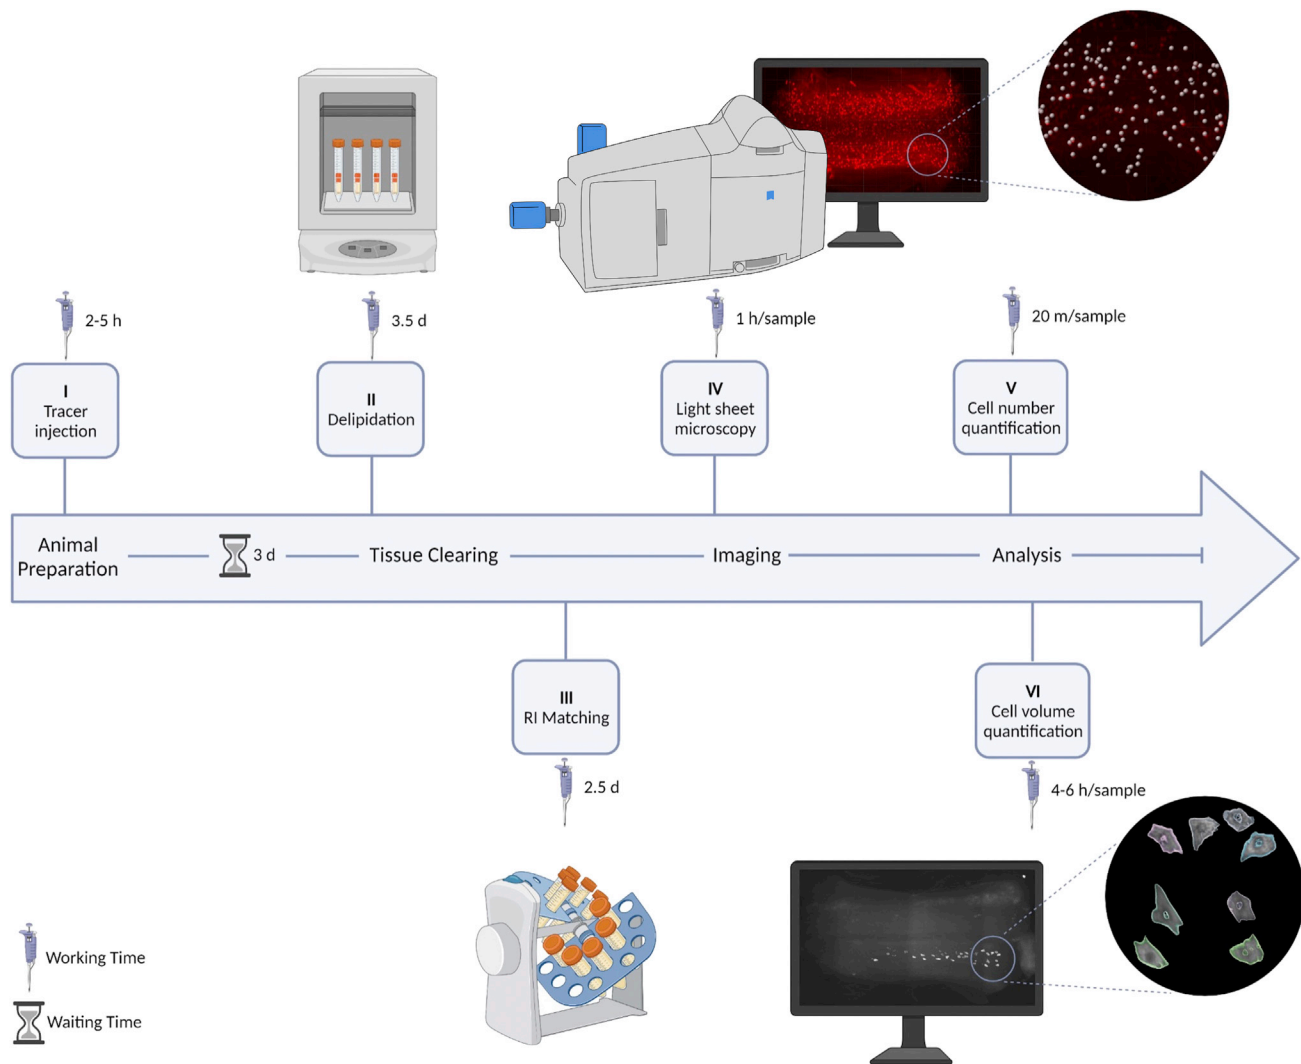 2-5 h
3.5 d
1 h/sample
20 m/sample
I
Tracer
injection
II
Delipidation
IV
Light sheet
microscopy
V
Cell number
quantification
Animal
Preparation
3 d
Tissue Clearing
Imaging
Analysis
III
RI Matching
VI
Cell volume
quantification
2.5 d
4-6 h/sample
Working Time
Waiting Time